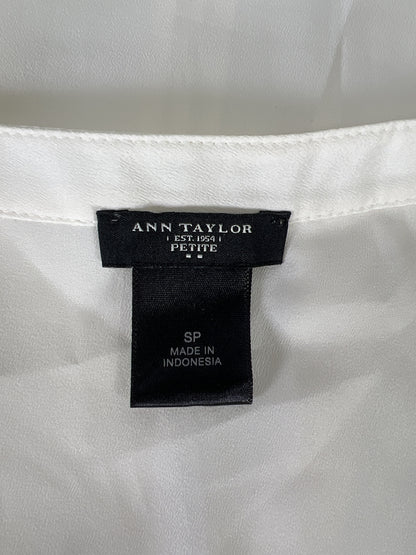 ANN TAYLOR
EST. 1954
PETITE
SP
MADE IN
INDONESIA